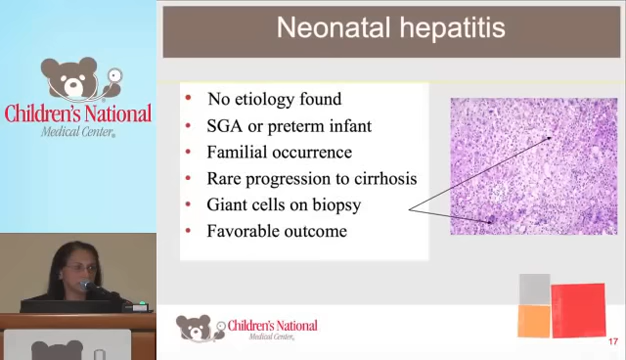 Neonatal hepatitis
Children's National
Medical Center
• No etiology found
• SGA or preterm infant
• Familial occurrence
• Rare progression to cirrhosis
• Giant cells on biopsy
• Favorable outcome
Children's National
Medical Center
17